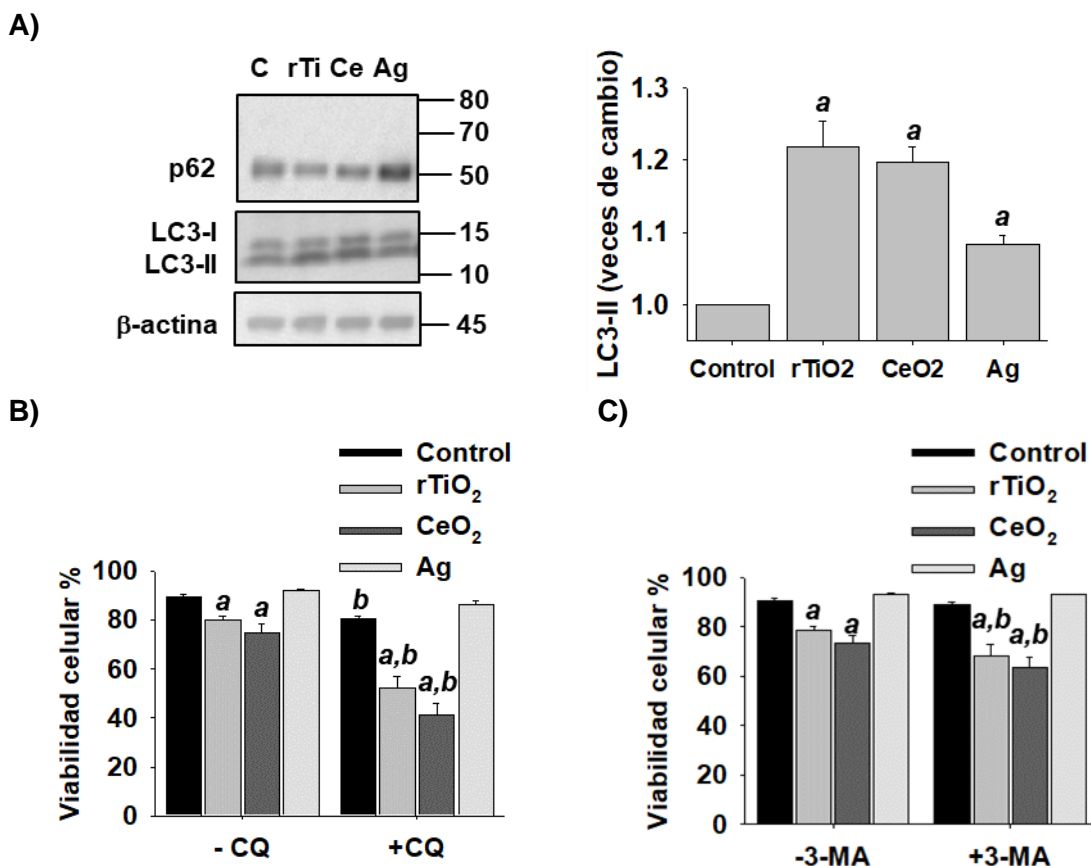 A)
C rTi Ce Ag
p62
80
70
50
LC3-I
LC3-II
15
10
β-actina
45
LC3-II (veces de cambio)
1.3
1.2
1.1
1.0
a
a
a
Control rTiO2 CeO2 Ag
B)
Control
rTiO₂
CeO₂
Ag
Viabilidad celular %
100
80
60
40
20
0
a
a
b
a,b
a,b
- CQ +CQ
C)
Control
rTiO₂
CeO₂
Ag
Viabilidad celular %
100
80
60
40
20
0
a
a
a,b
a,b
-3-MA +3-MA